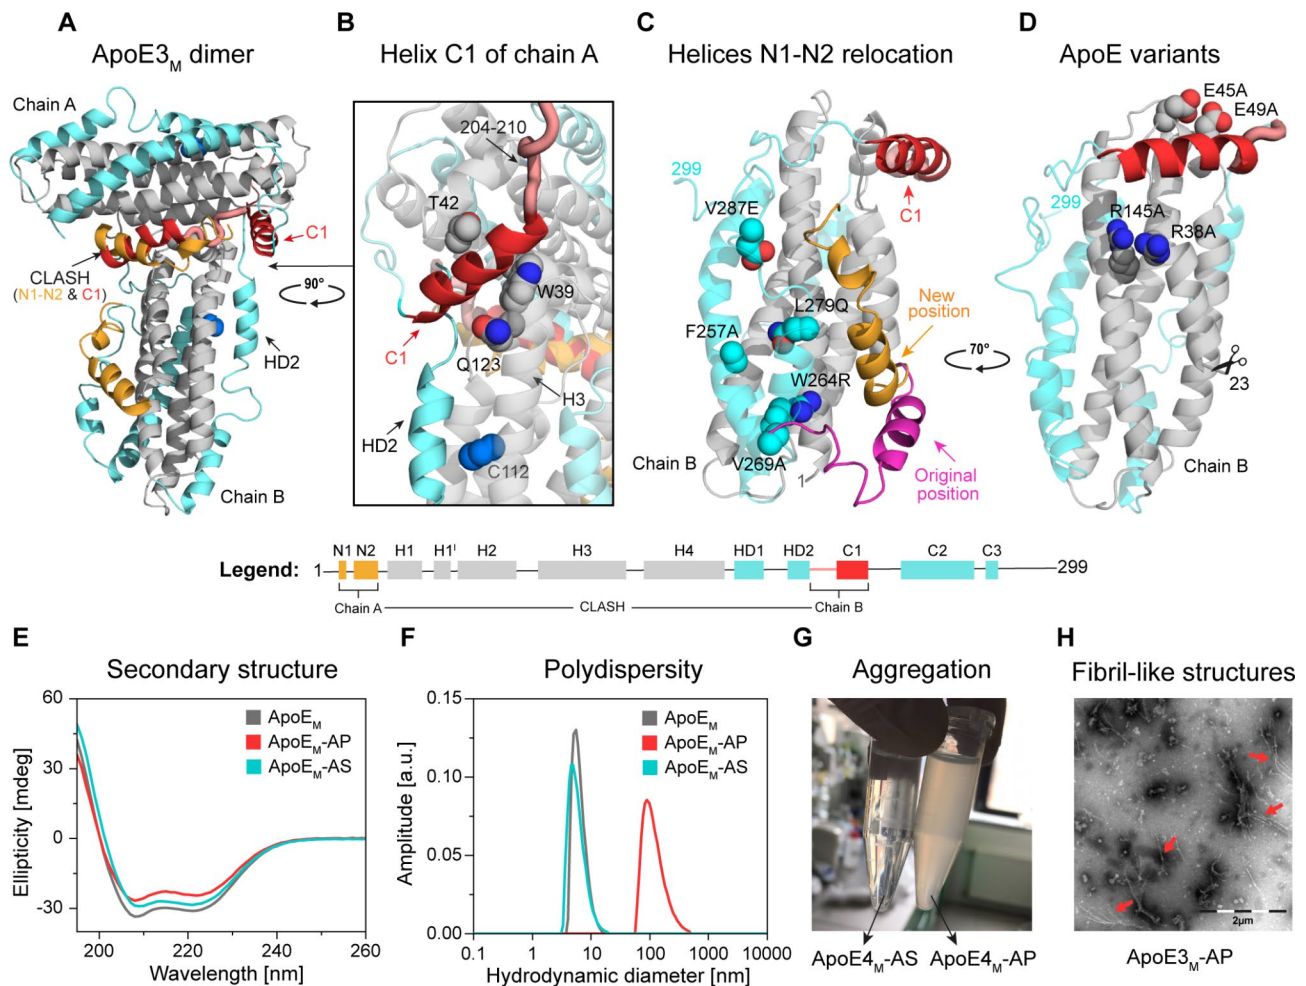 A
ApoE3M dimer
Chain A
C1
CLASH
(N1-N2 & C1)
90°
HD2
Chain B
B
Helix C1 of chain A
204-210
T42
W39
C1
Q123
H3
HD2
C112
C
Helices N1-N2 relocation
299
V287E
C1
L279Q
New
position
F257A
W264R
V269A
Chain B
1
Original
position
70°
D
ApoE variants
E45A
E49A
299
R145A
R38A
23
Chain B
Legend:
1
N1 N2 H1 H1' H2 H3 H4 HD1 HD2 C1 C2 C3
299
Chain A CLASH Chain B
E
Secondary structure
60
30
0
-30
Ellipticity [mdeg]
ApoEM
ApoEM-AP
ApoEM-AS
200 220 240 260
Wavelength [nm]
F
Polydispersity
0.15
0.10
0.05
0.00
Amplitude [a.u.]
ApoEM
ApoEM-AP
ApoEM-AS
0.1 1 10 100 1000 10000
Hydrodynamic diameter [nm]
G
Aggregation
ApoE4M-AS ApoE4M-AP
H
Fibril-like structures
2µm
ApoE3M-AP